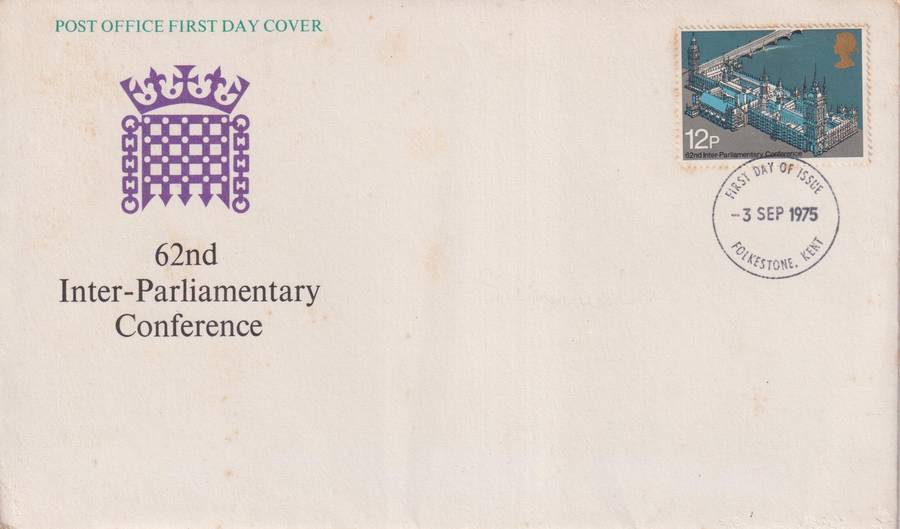 POST OFFICE FIRST DAY COVER
62nd
Inter-Parliamentary
Conference
12P
62nd Inter-Parliamentary Conference
FIRST DAY OF ISSUE
-3 SEP 1975
FOLKESTONE, KENT